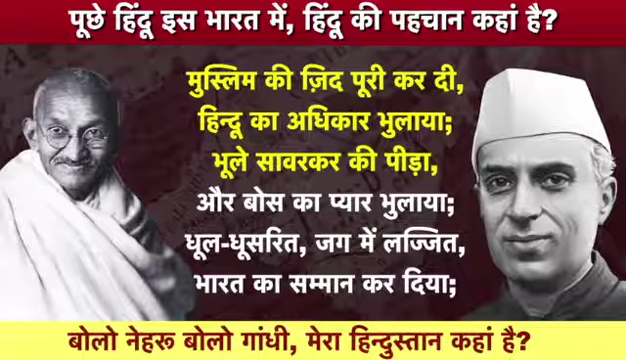 पूछे हिंदू इस भारत में, हिंदू की पहचान कहां है?
मुस्लिम की ज़िद पूरी कर दी,
हिन्दू का अधिकार भुलाया;
भूले सावरकर की पीड़ा,
और बोस का प्यार भुलाया;
धूल-धूसरित, जग में लज्जित,
भारत का सम्मान कर दिया;
बोलो नेहरू बोलो गांधी, मेरा हिन्दुस्तान कहां है?